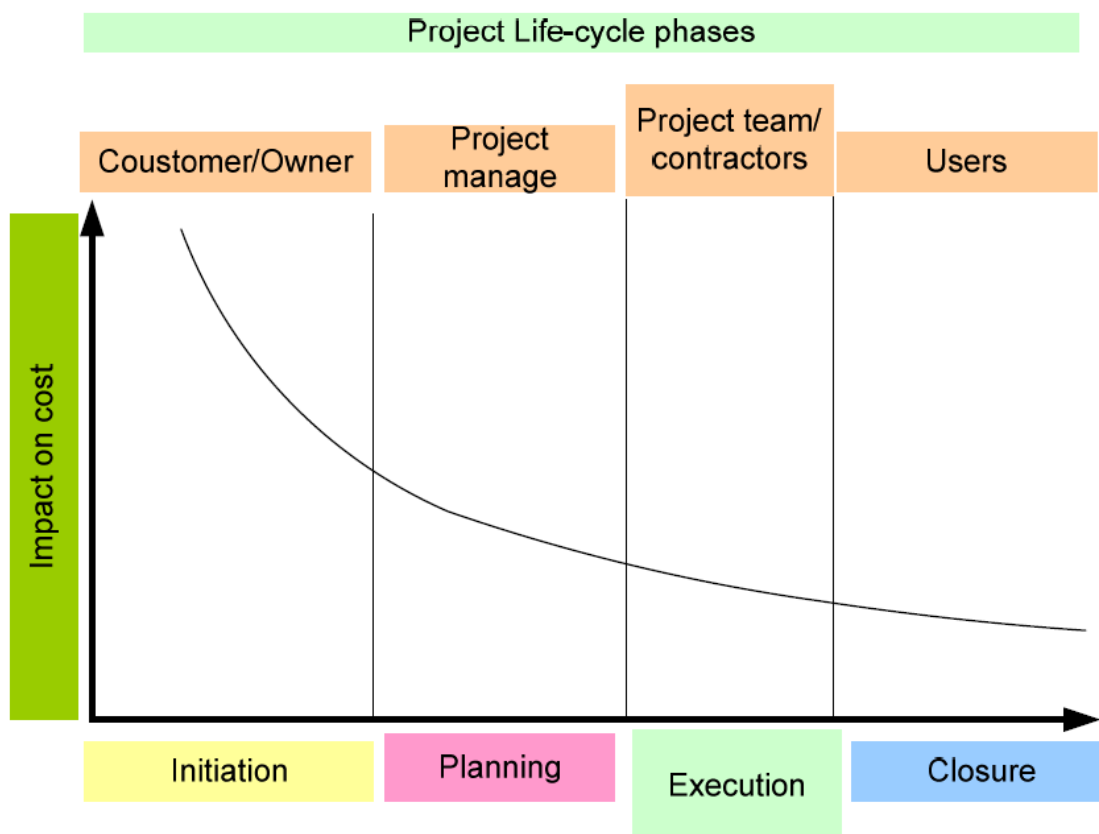 Project Life-cycle phases
Coustomer/Owner
Project
manage
Project team/
contractors
Users
Impact on cost
Initiation
Planning
Execution
Closure